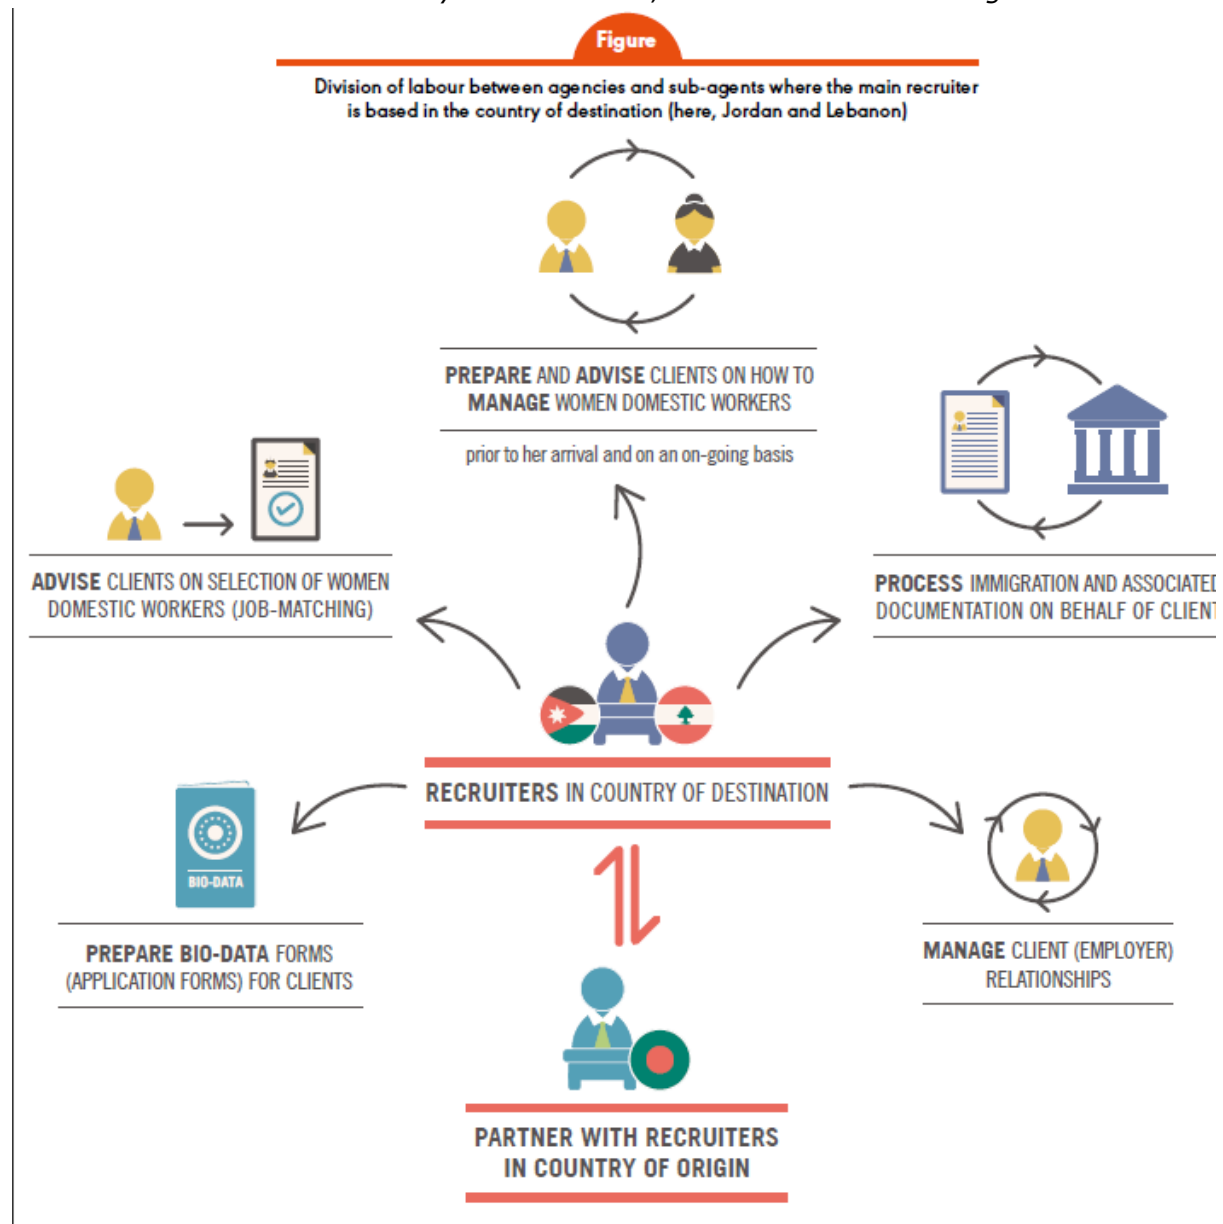 Figure
Division of labour between agencies and sub-agents where the main recruiter
is based in the country of destination (here, Jordan and Lebanon)
PREPARE AND ADVISE CLIENTS ON HOW TO
MANAGE WOMEN DOMESTIC WORKERS
prior to her arrival and on an on-going basis
ADVISE CLIENTS ON SELECTION OF WOMEN
DOMESTIC WORKERS (JOB-MATCHING)
PROCESS IMMIGRATION AND ASSOCIATED
DOCUMENTATION ON BEHALF OF CLIENT
RECRUITERS IN COUNTRY OF DESTINATION
BIO-DATA
PREPARE BIO-DATA FORMS
(APPLICATION FORMS) FOR CLIENTS
MANAGE CLIENT (EMPLOYER)
RELATIONSHIPS
PARTNER WITH RECRUITERS
IN COUNTRY OF ORIGIN